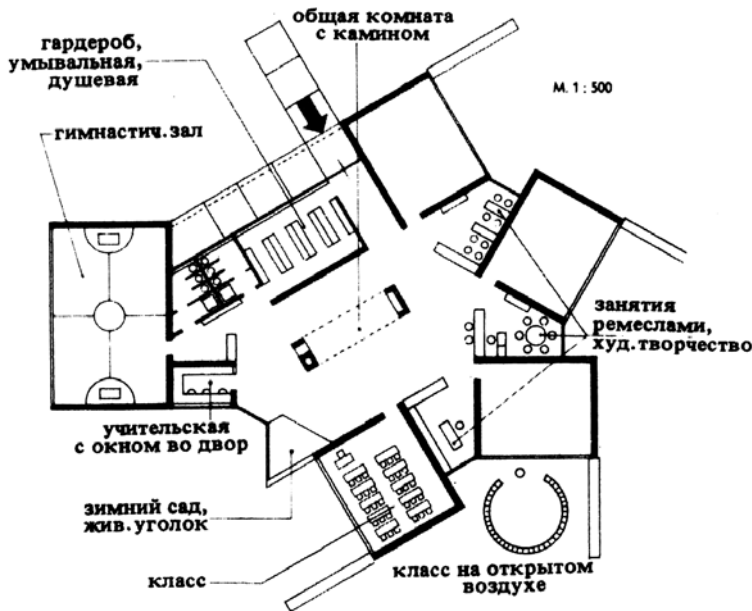 общая комната
с камином
гардероб,
умывальная,
душевая
М. 1 : 500
гимнастич. зал
занятия
ремеслами,
худ. творчество
учительская
с окном во двор
зимний сад,
жив. уголок
класс
класс на открытом
воздухе